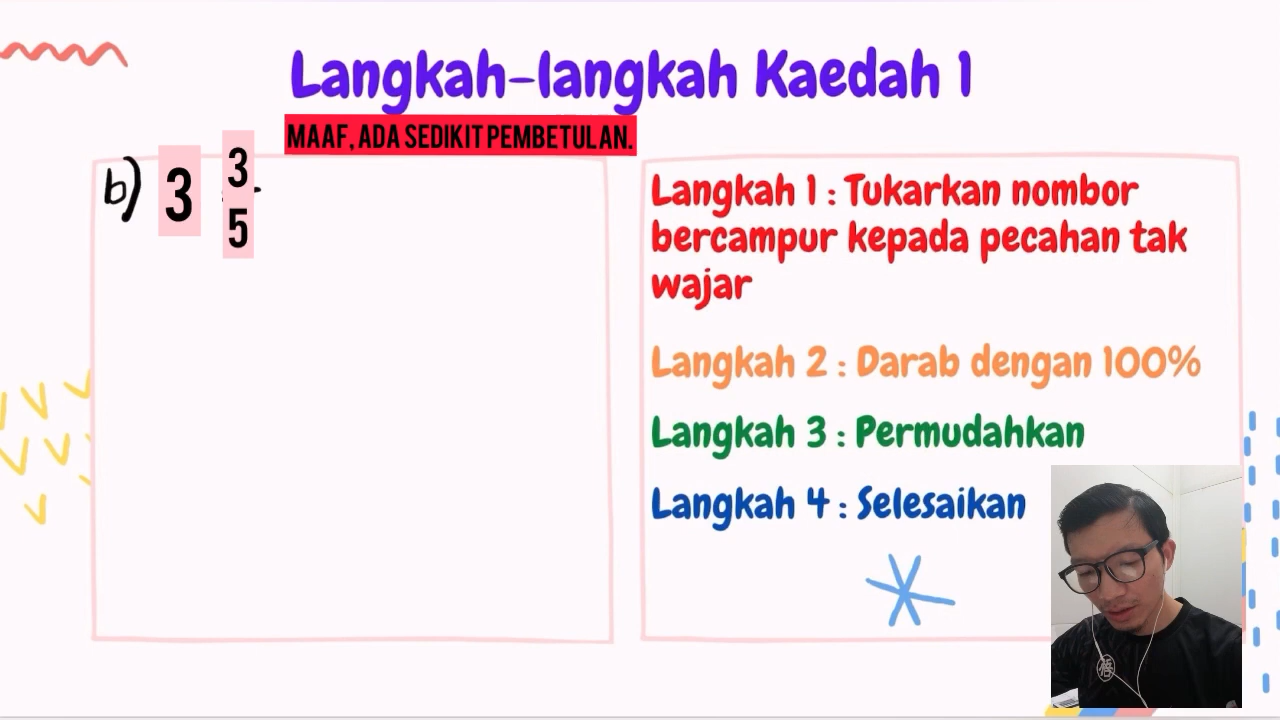 Langkah-langkah Kaedah 1
MAAF, ADA SEDIKIT PEMBETULAN.
b) 3 3/5
Langkah 1 : Tukarkan nombor
bercampur kepada pecahan tak
wajar
Langkah 2 : Darab dengan 100%
Langkah 3 : Permudahkan
Langkah 4 : Selesaikan
悟